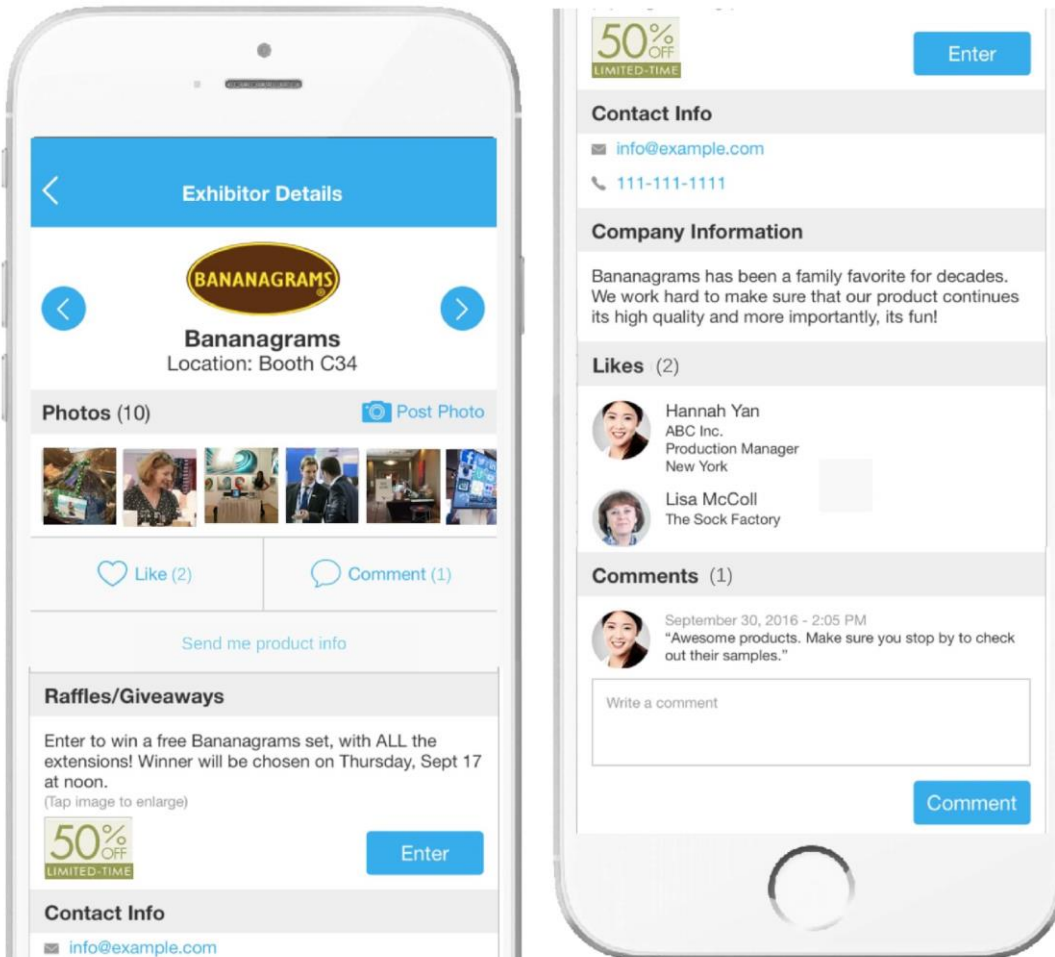 Exhibitor Details
BANANAGRAMS
Bananagrams
Location: Booth C34
Photos (10)
Post Photo
Like (2)
Comment (1)
Send me product info
Raffles/Giveaways
Enter to win a free Bananagrams set, with ALL the
extensions! Winner will be chosen on Thursday, Sept 17
at noon.
(Tap image to enlarge)
50% OFF
LIMITED-TIME
Enter
Contact Info
info@example.com
50% OFF
LIMITED-TIME
Enter
Contact Info
info@example.com
111-111-1111
Company Information
Bananagrams has been a family favorite for decades.
We work hard to make sure that our product continues
its high quality and more importantly, its fun!
Likes (2)
Hannah Yan
ABC Inc.
Production Manager
New York
Lisa McColl
The Sock Factory
Comments (1)
September 30, 2016 - 2:05 PM
“Awesome products. Make sure you stop by to check
out their samples.”
Write a comment
Comment